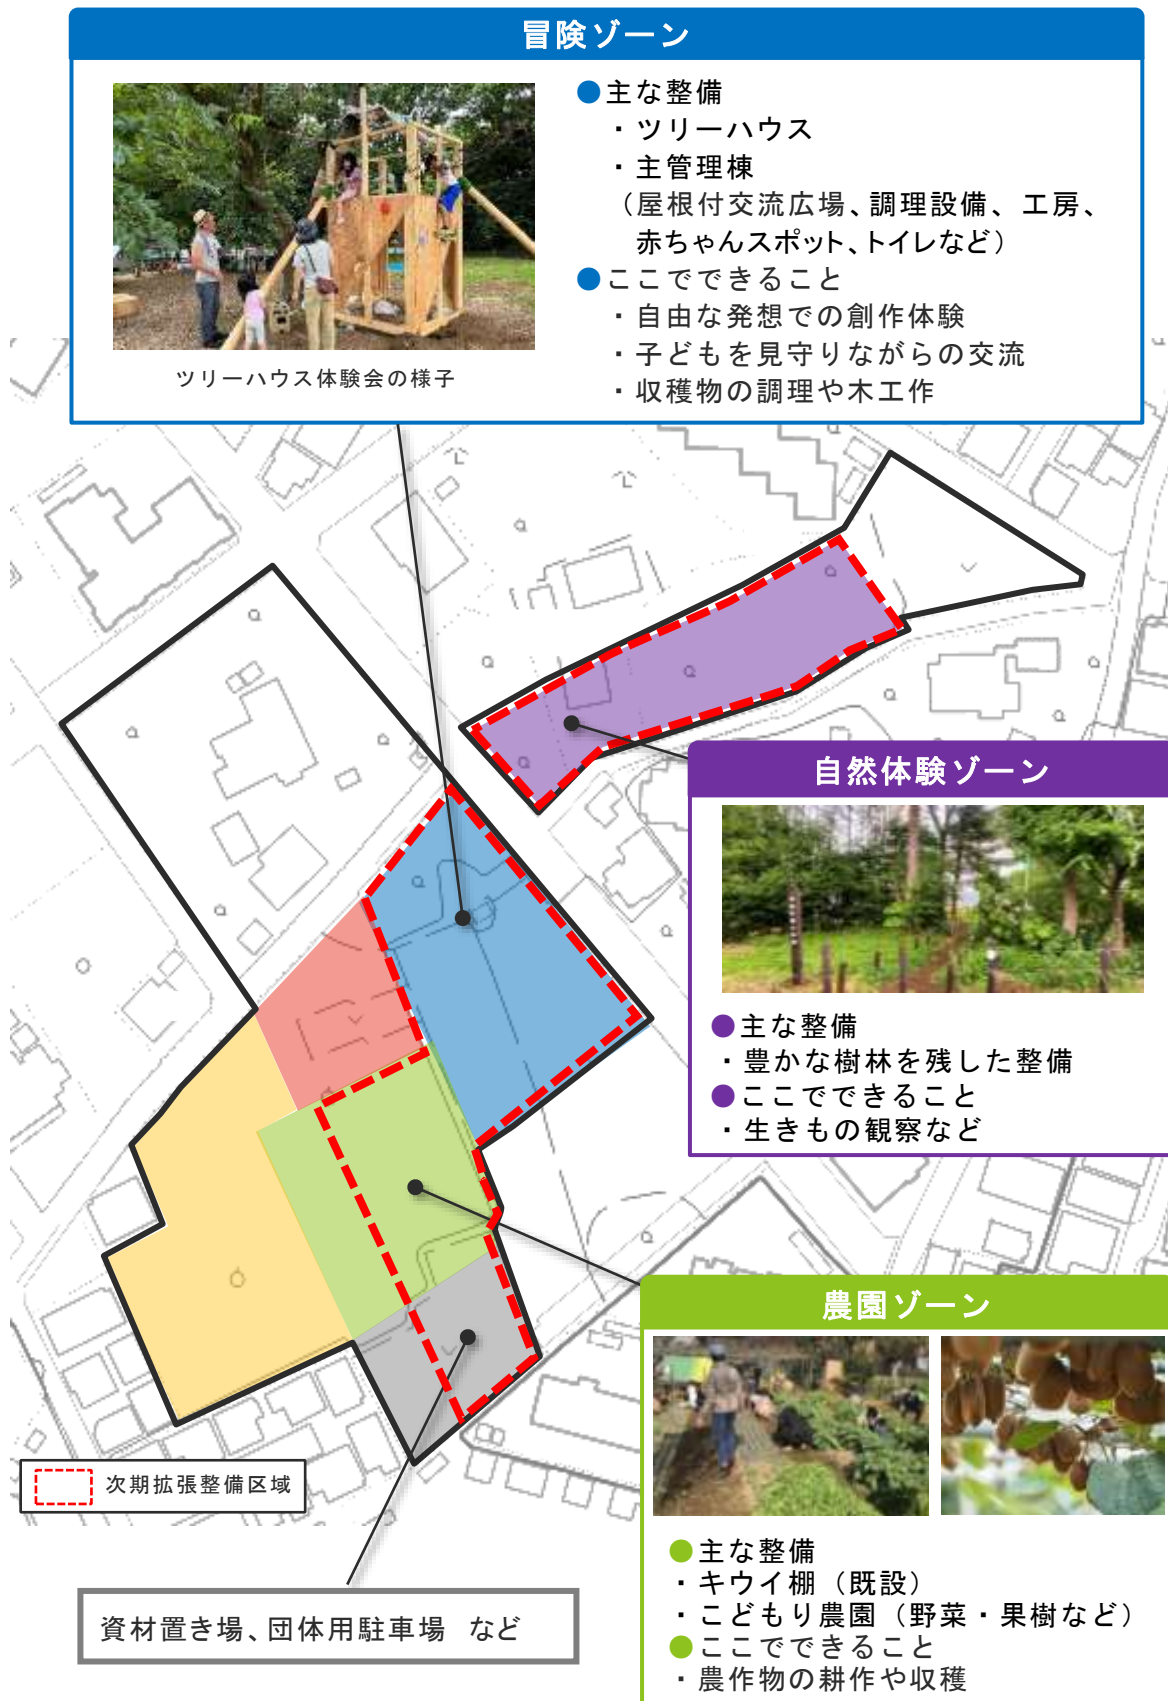 冒険ゾーン
●主な整備
・ツリーハウス
・主管理棟
（屋根付交流広場、調理設備、工房、
赤ちゃんスポット、トイレなど）
●ここでできること
・自由な発想での創作体験
・子どもを見守りながらの交流
・収穫物の調理や木工作
ツリーハウス体験会の様子
自然体験ゾーン
●主な整備
・豊かな樹林を残した整備
●ここでできること
・生きもの観察など
農園ゾーン
●主な整備
・キウイ棚（既設）
・こどもり農園（野菜・果樹など）
●ここでできること
・農作物の耕作や収穫
次期拡張整備区域
資材置き場、団体用駐車場　など